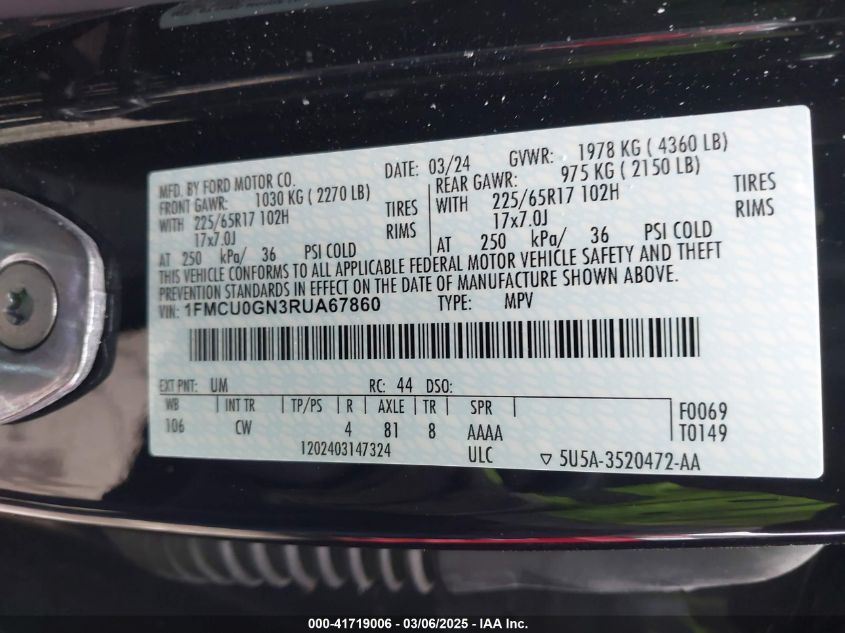 MFD. BY FORD MOTOR CO.
DATE: 03/24 GVWR: 1978 KG ( 4360 LB)
FRONT GAWR: 1030 KG ( 2270 LB) REAR GAWR: 975 KG ( 2150 LB)
WITH 225/65R17 102H TIRES WITH 225/65R17 102H TIRES
17x7.0J RIMS 17x7.0J RIMS
AT 250 kPa/ 36 PSI COLD AT 250 kPa/ 36 PSI COLD
THIS VEHICLE CONFORMS TO ALL APPLICABLE FEDERAL MOTOR VEHICLE SAFETY AND THEFT
PREVENTION STANDARDS IN EFFECT ON THE DATE OF MANUFACTURE SHOWN ABOVE.
VIN: 1FMCU0GN3RUA67860 TYPE: MPV
EXT PNT: UM RC: 44 DSO:
WB INT TR TP/PS R AXLE TR SPR F0069
106 CW 4 81 8 AAAA T0149
1202403147324 ULC ▽ 5U5A-3520472-AA
000-41719006 - 03/06/2025 - IAA Inc.